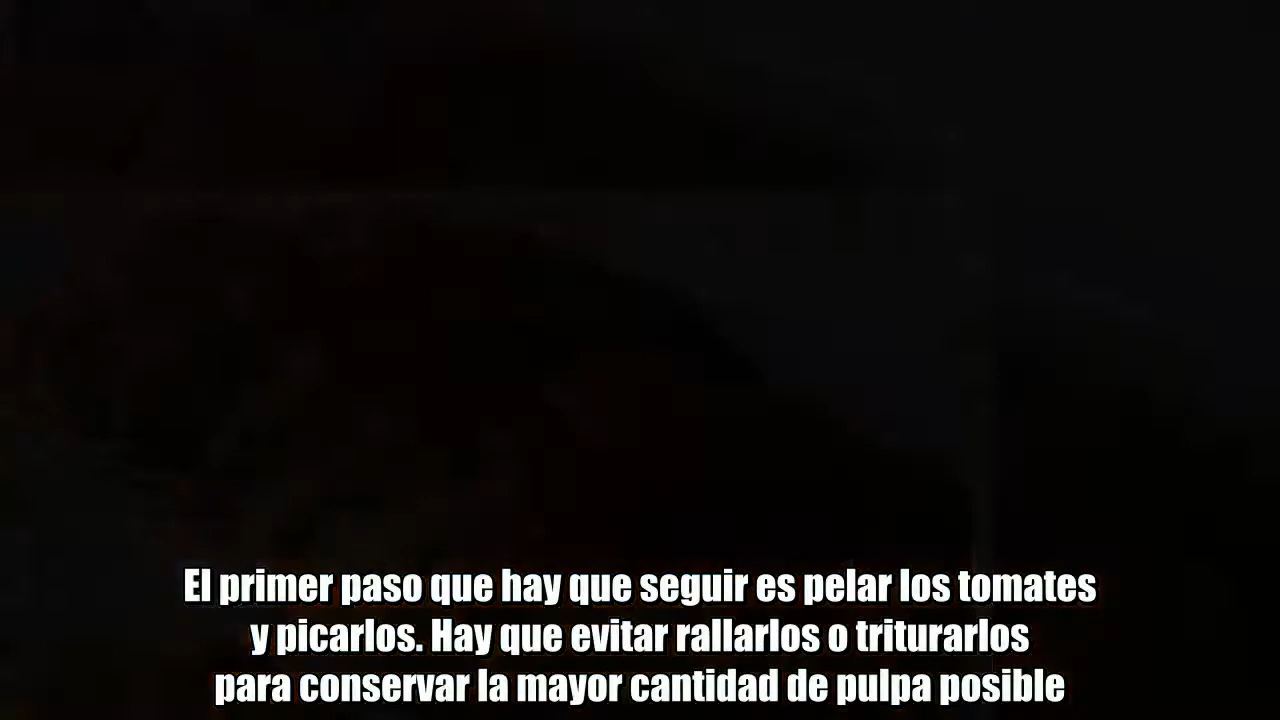 El primer paso que hay que seguir es pelar los tomates
y picarlos. Hay que evitar rallarlos o triturarlos
para conservar la mayor cantidad de pulpa posible